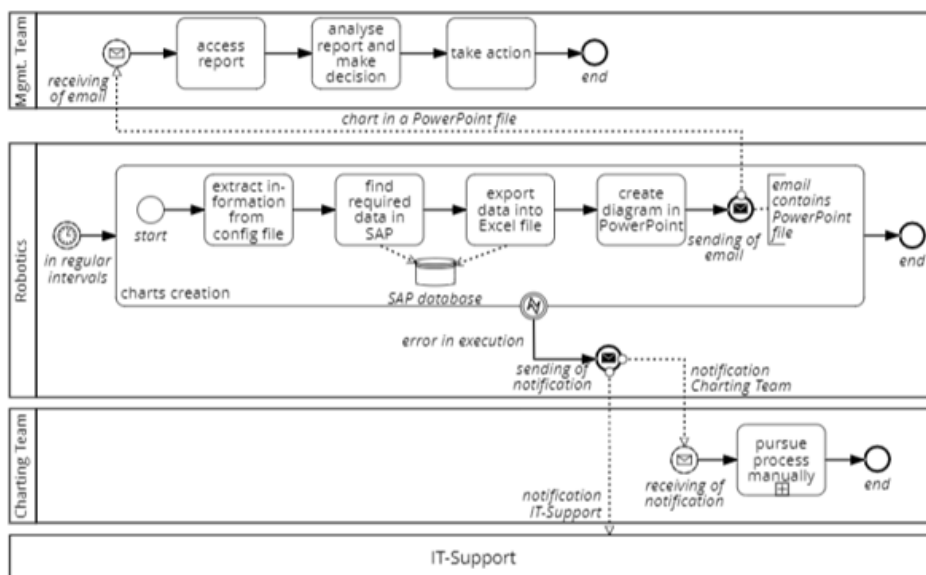 Mgmt. Team
receiving
of email
access
report
analyse
report and
make
decision
take action
end
chart in a PowerPoint file
Robotics
in regular
intervals
start
extract in-
formation
from
config file
find
required
data in
SAP
export
data into
Excel file
create
diagram in
PowerPoint
sending of
email
email
contains
PowerPoint
file
end
SAP database
charts creation
error in execution
sending of
notification
notification
Charting Team
Charting Team
notification
IT-Support
receiving of
notification
pursue
process
manually
end
IT-Support